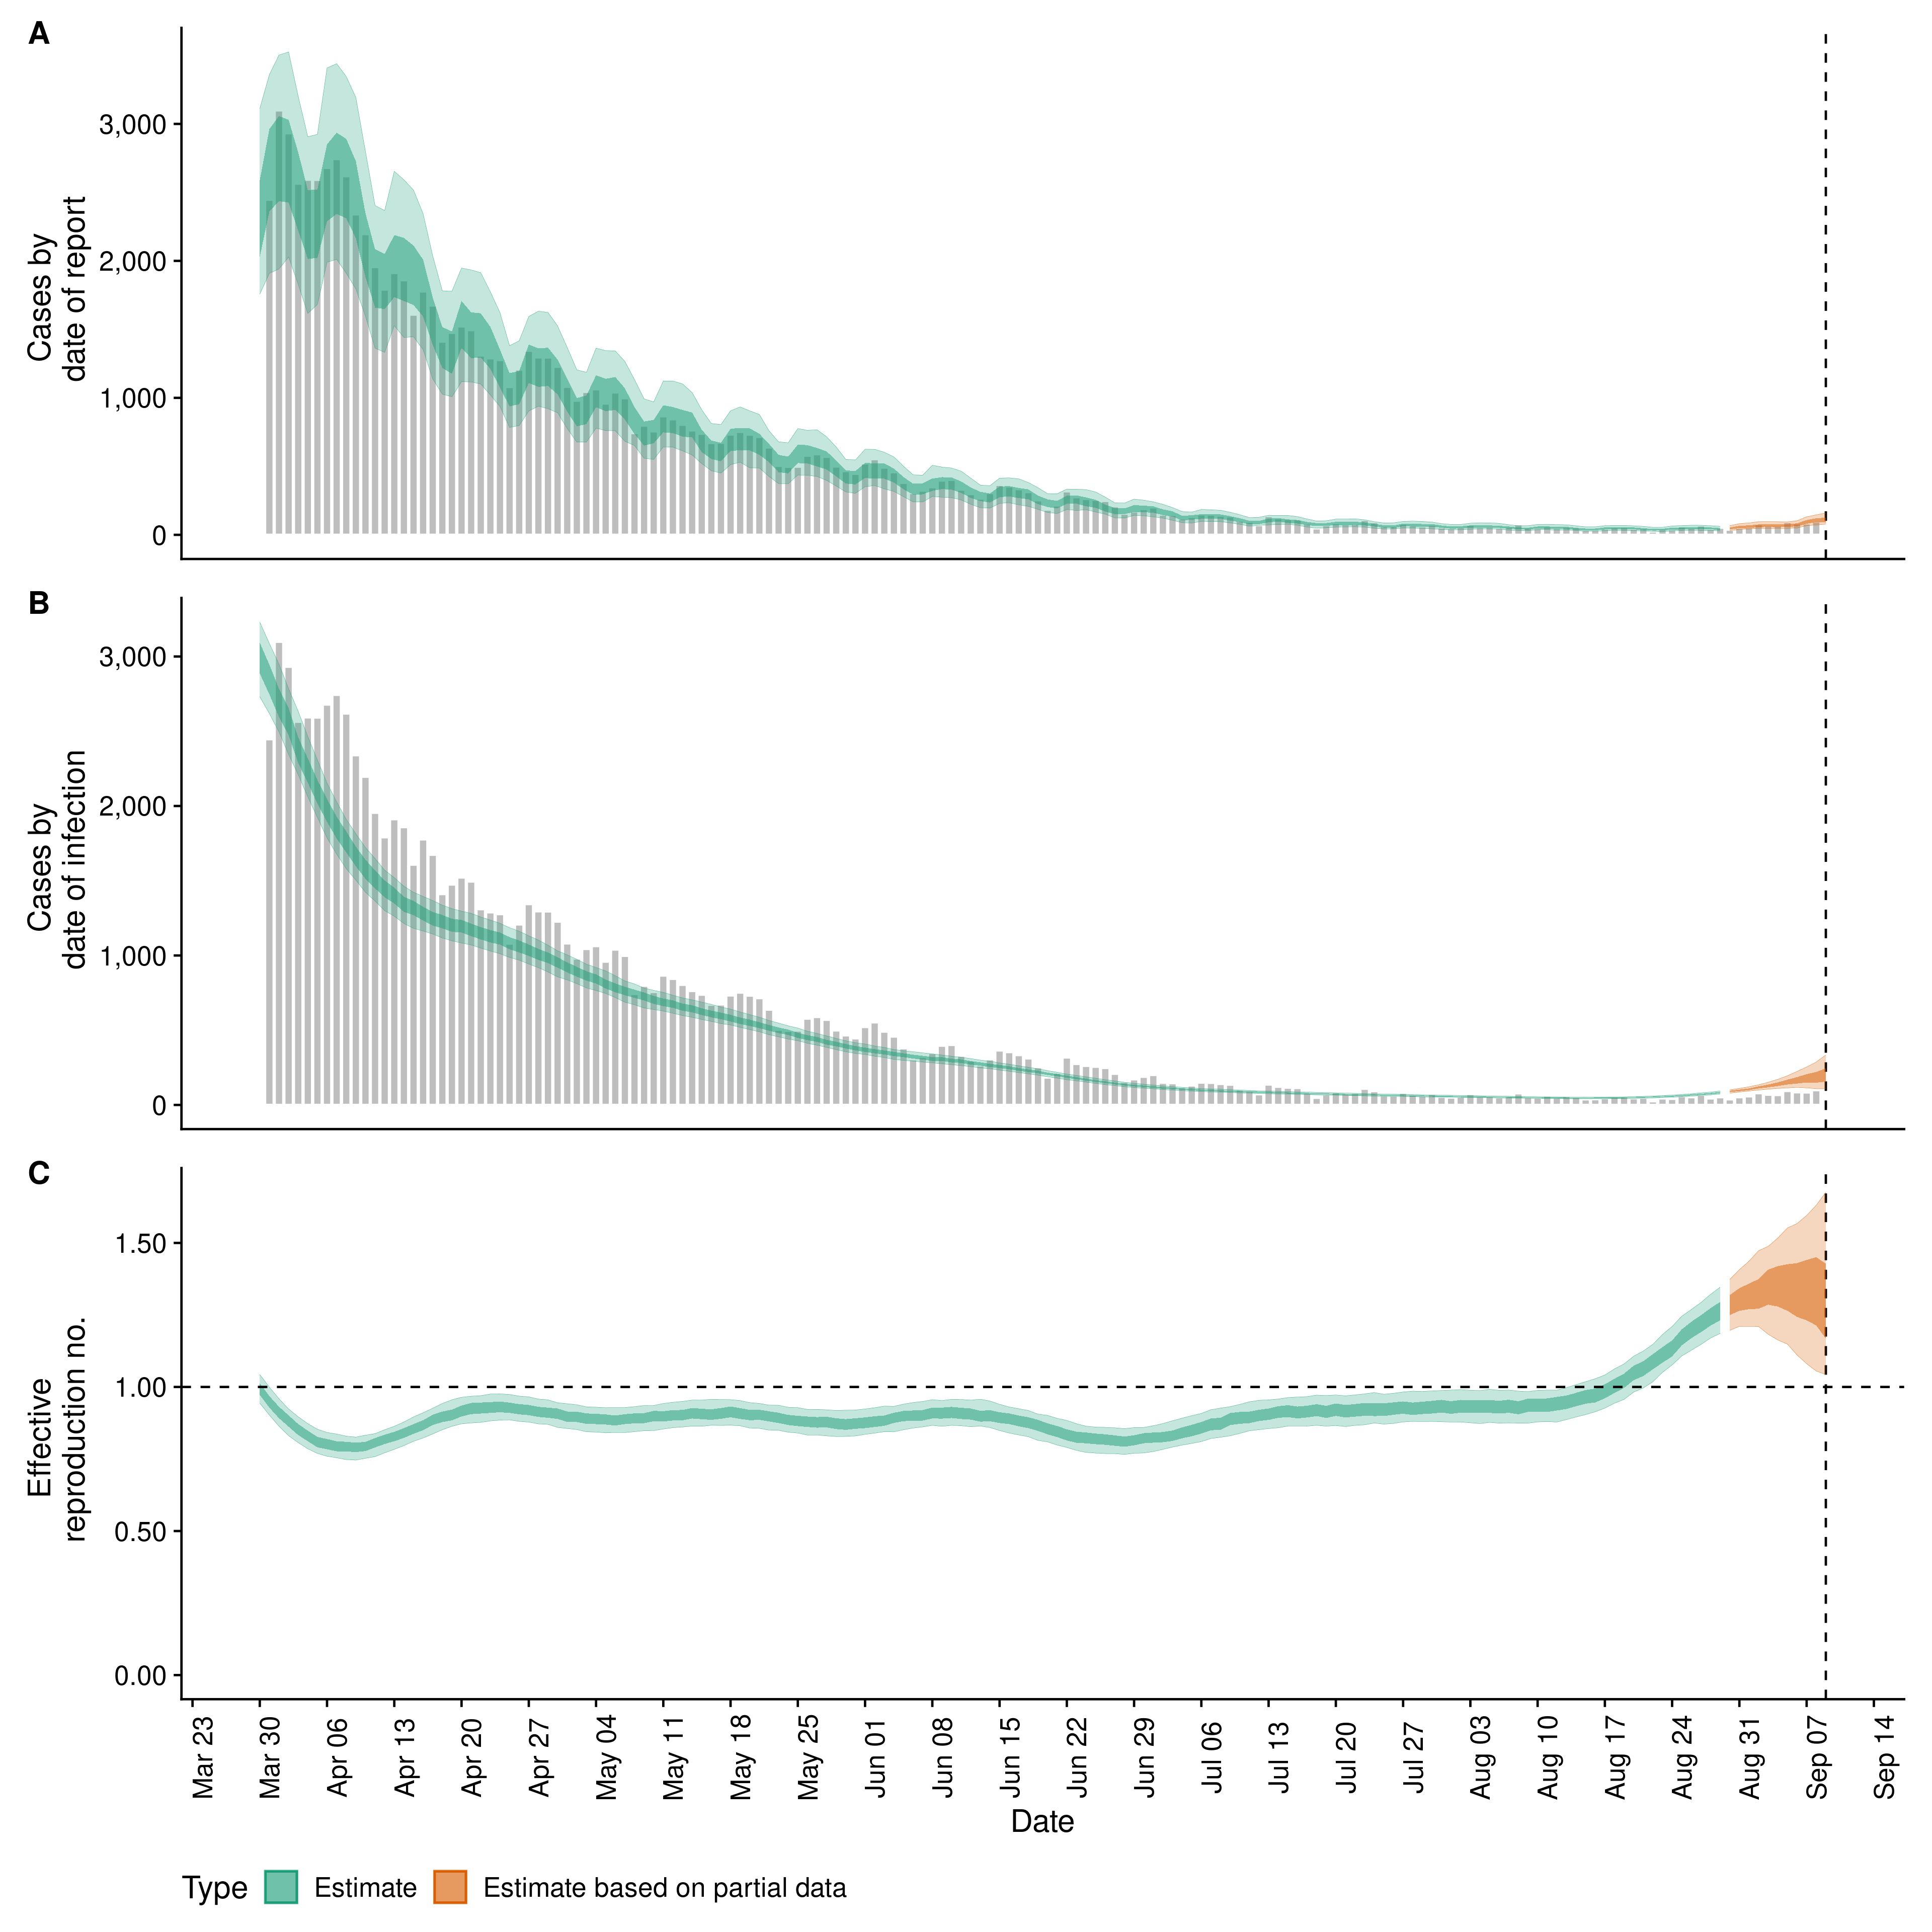 A
Cases by
date of report
3,000
2,000
1,000
0
B
Cases by
date of infection
3,000
2,000
1,000
0
C
Effective
reproduction no.
1.50
1.00
0.50
0.00
Mar 23
Mar 30
Apr 06
Apr 13
Apr 20
Apr 27
May 04
May 11
May 18
May 25
Jun 01
Jun 08
Jun 15
Jun 22
Jun 29
Jul 06
Jul 13
Jul 20
Jul 27
Aug 03
Aug 10
Aug 17
Aug 24
Aug 31
Sep 07
Sep 14
Date
Type Estimate Estimate based on partial data